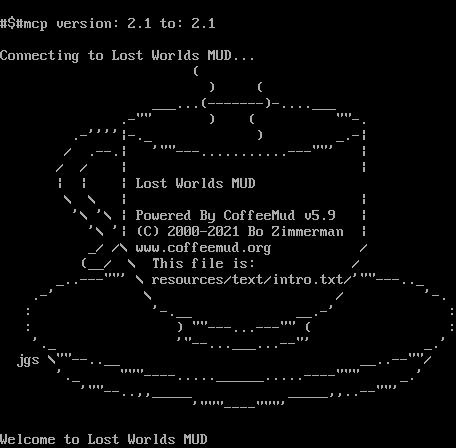 #$#mcp version: 2.1 to: 2.1
Connecting to Lost Worlds MUD...
Lost Worlds MUD
Powered By CoffeeMud v5.9
(C) 2000-2021 Bo Zimmerman
www.coffeemud.org
This file is:
resources/text/intro.txt
jgs
Welcome to Lost Worlds MUD